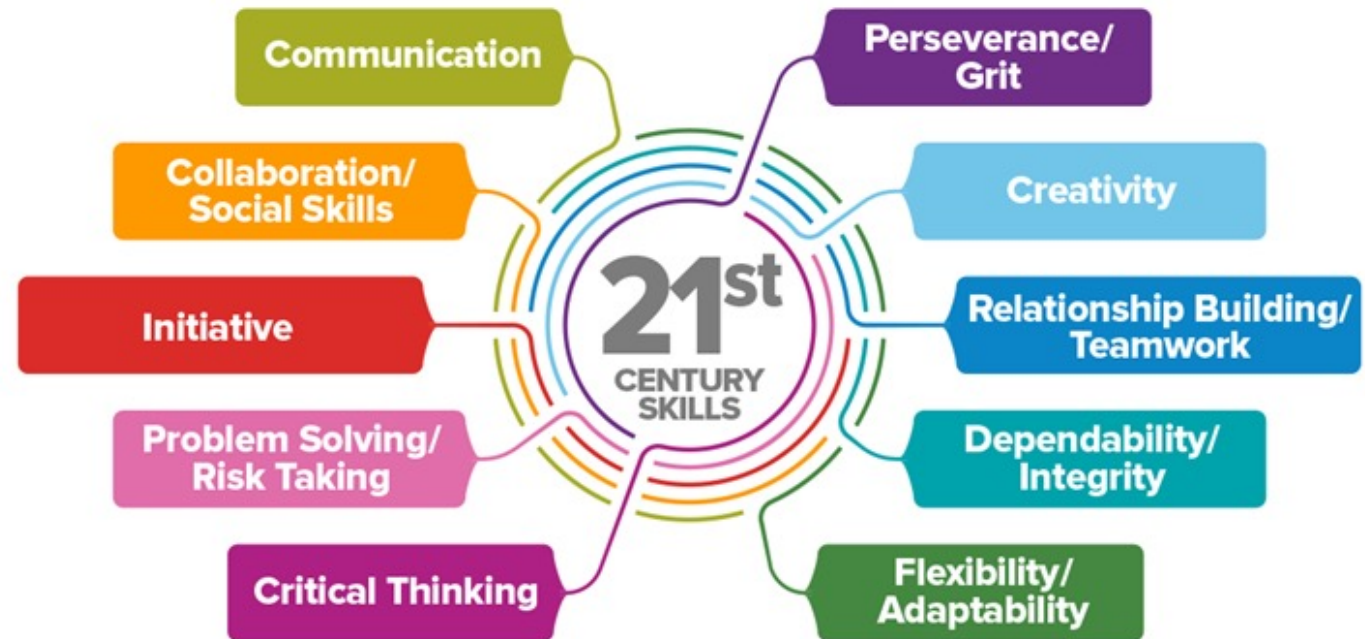 Communication
Perseverance/
Grit
Collaboration/
Social Skills
Creativity
Initiative
21st
CENTURY
SKILLS
Relationship Building/
Teamwork
Problem Solving/
Risk Taking
Dependability/
Integrity
Critical Thinking
Flexibility/
Adaptability